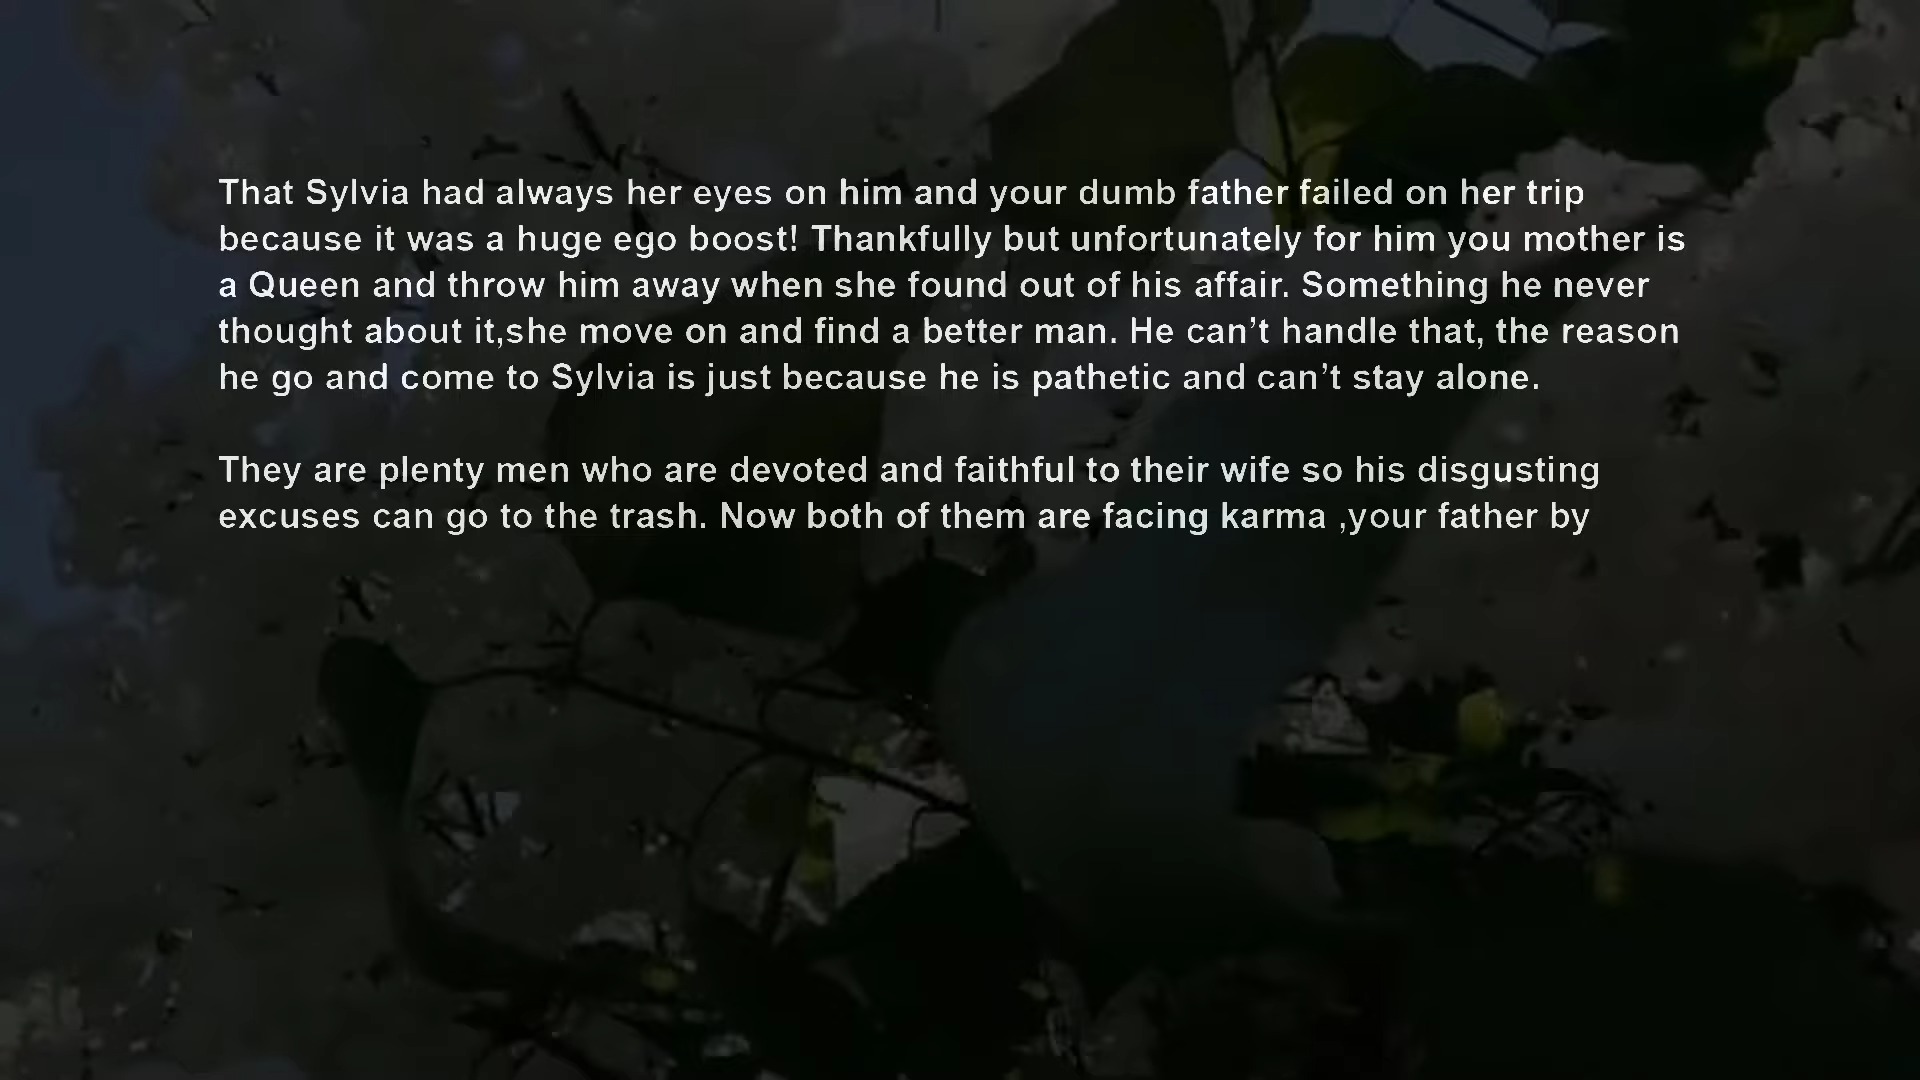 That Sylvia had always her eyes on him and your dumb father failed on her trip
because it was a huge ego boost! Thankfully but unfortunately for him you mother is
a Queen and throw him away when she found out of his affair. Something he never
thought about it,she move on and find a better man. He can’t handle that, the reason
he go and come to Sylvia is just because he is pathetic and can’t stay alone.
They are plenty men who are devoted and faithful to their wife so his disgusting
excuses can go to the trash. Now both of them are facing karma ,your father by